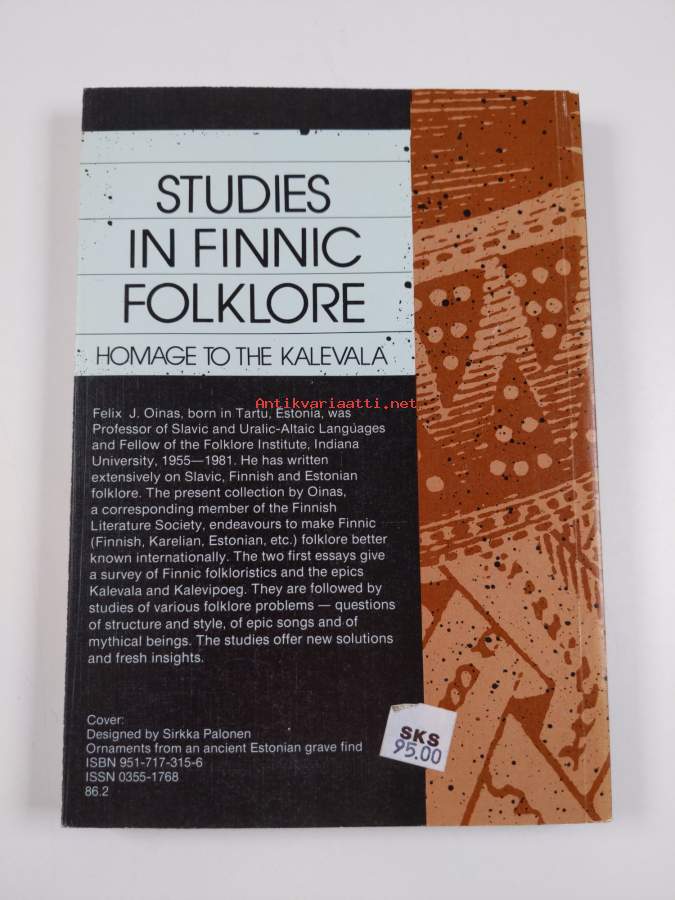 STUDIES
IN FINNIC
FOLKLORE
HOMAGE TO THE KALEVALA
Antikvariaatti.net
Felix J. Oinas, born in Tartu, Estonia, was
Professor of Slavic and Uralic-Altaic Languages
and Fellow of the Folklore Institute, Indiana
University, 1955—1981. He has written
extensively on Slavic, Finnish and Estonian
folklore. The present collection by Oinas,
a corresponding member of the Finnish
Literature Society, endeavours to make Finnic
(Finnish, Karelian, Estonian, etc.) folklore better
known internationally. The two first essays give
a survey of Finnic folkloristics and the epics
Kalevala and Kalevipoeg. They are followed by
studies of various folklore problems — questions
of structure and style, of epic songs and of
mythical beings. The studies offer new solutions
and fresh insights.
Cover:
Designed by Sirkka Palonen
Ornaments from an ancient Estonian grave find
ISBN 951-717-315-6
ISSN 0355-1768
86.2
SKS
95.00